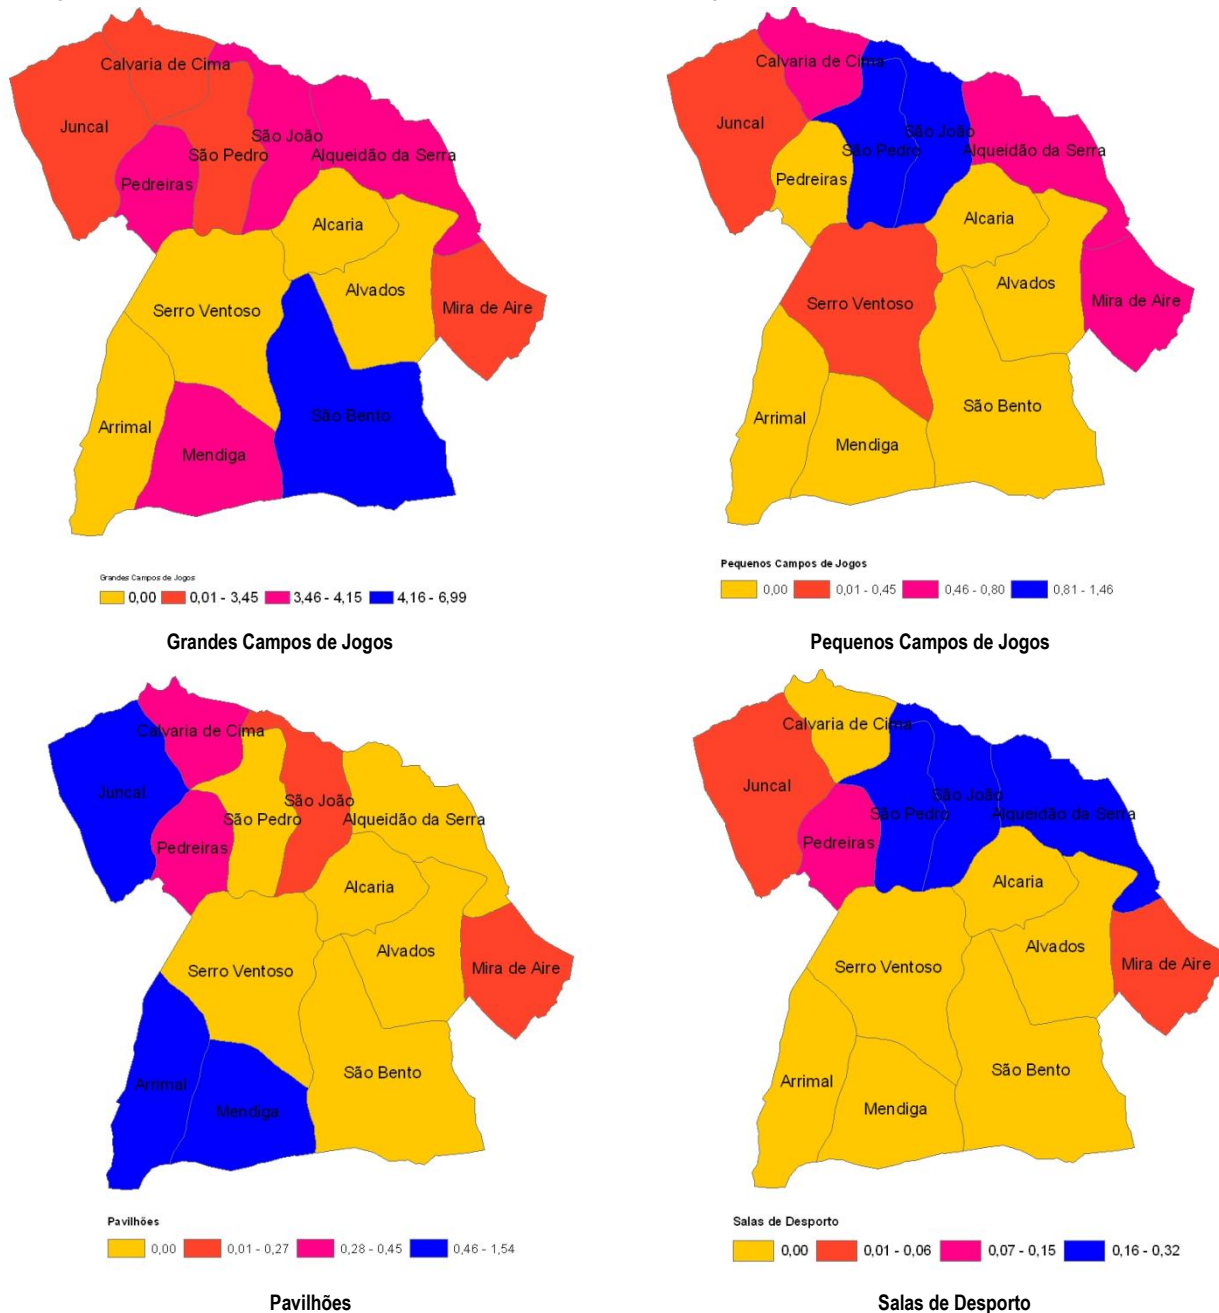 Calvaria de Cima
Juncal
São João
São Pedro
Alqueidão da Serra
Pedreiras
Alcaria
Alvados
Serro Ventoso
Mira de Aire
São Bento
Arrimal
Mendiga
Grandes Campos de Jogos
0,00 0,01 - 3,45 3,46 - 4,15 4,16 - 6,99
Grandes Campos de Jogos
Calvaria de Cima
Juncal
São João
São Pedro
Alqueidão da Serra
Pedreiras
Alcaria
Alvados
Mira de Aire
Serro Ventoso
São Bento
Arrimal
Mendiga
Pequenos Campos de Jogos
0,00 0,01 - 0,45 0,46 - 0,80 0,81 - 1,46
Pequenos Campos de Jogos
Calvaria de Cima
Juncal
São João
São Pedro
Alqueidão da Serra
Pedreiras
Alcaria
Alvados
Serro Ventoso
Mira de Aire
São Bento
Arrimal
Mendiga
Pavilhões
0,00 0,01 - 0,27 0,28 - 0,45 0,46 - 1,54
Pavilhões
Calvaria de Cima
Juncal
São João
São Pedro
Alqueidão da Serra
Pedreiras
Alcaria
Alvados
Serro Ventoso
Mira de Aire
São Bento
Arrimal
Mendiga
Salas de Desporto
0,00 0,01 - 0,06 0,07 - 0,15 0,16 - 0,32
Salas de Desporto